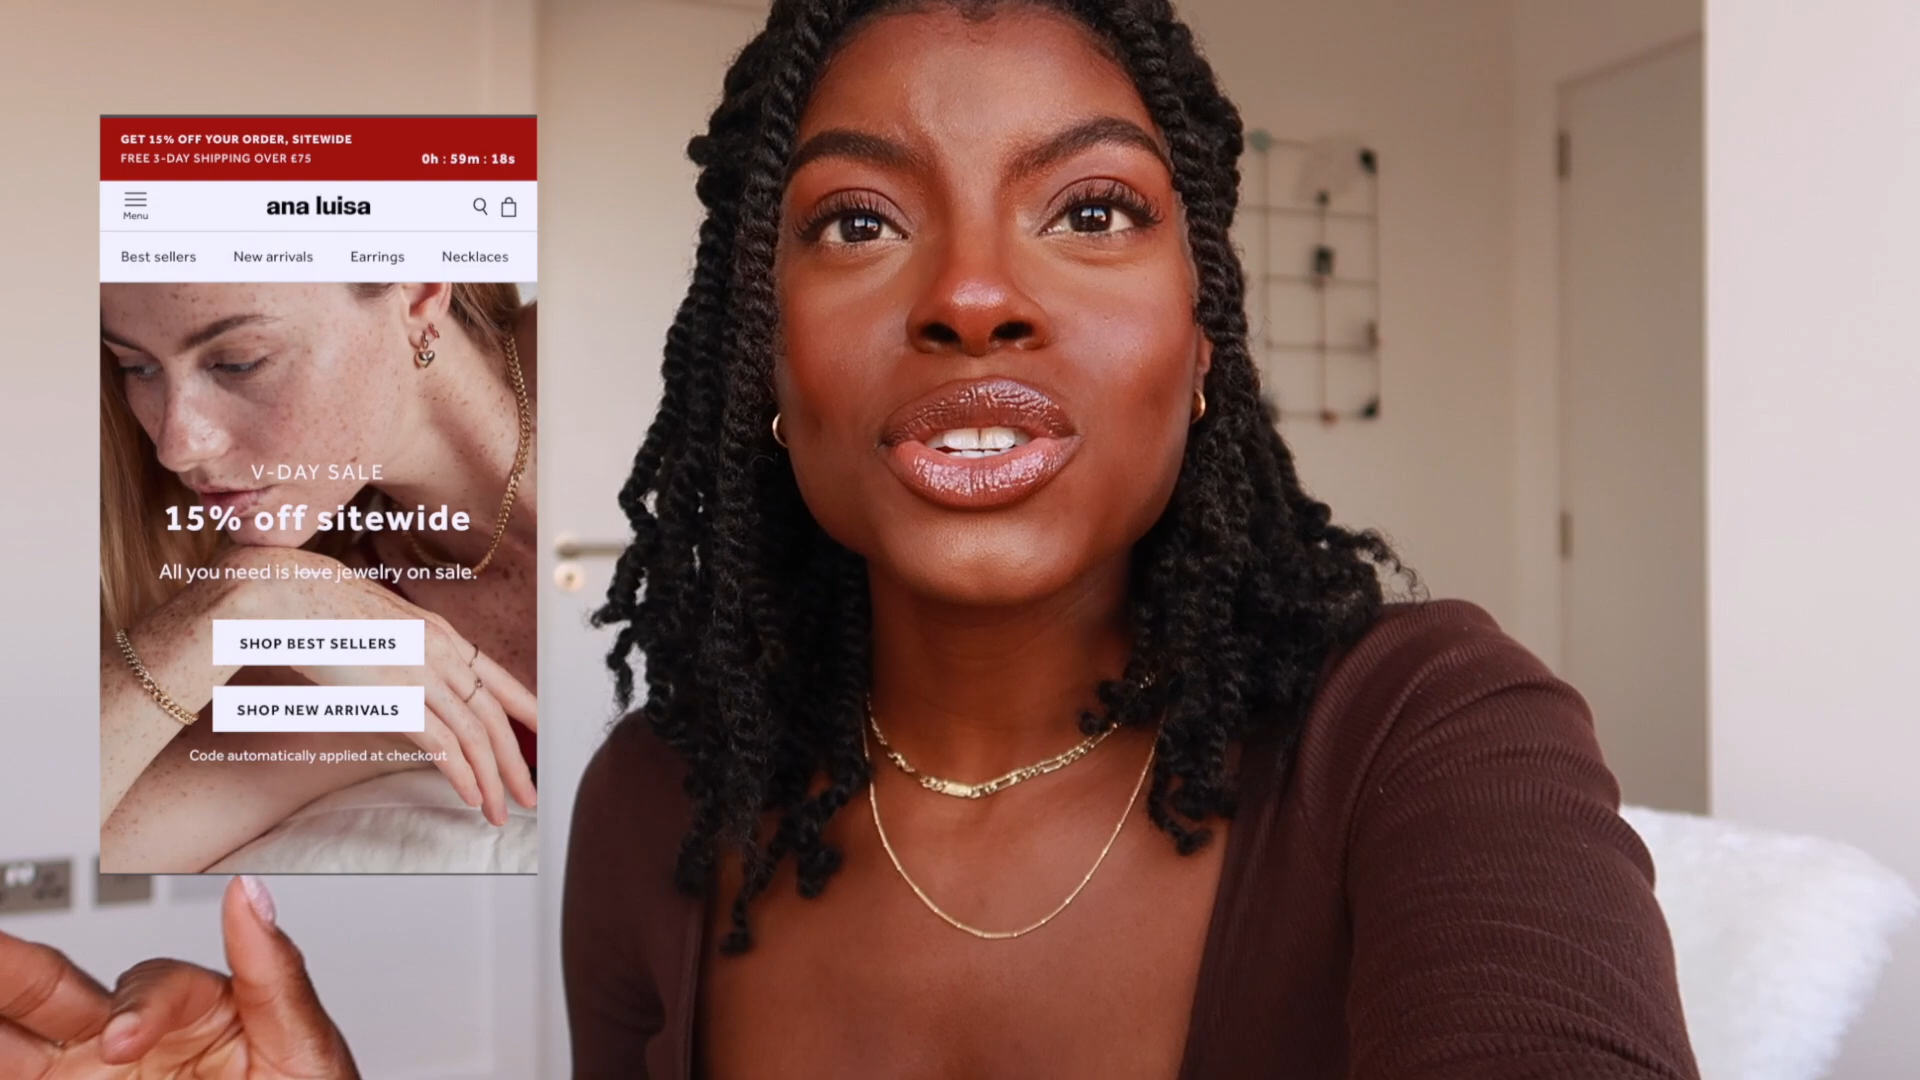 GET 15% OFF YOUR ORDER, SITEWIDE
FREE 3-DAY SHIPPING OVER £75
0h : 59m : 18s
Menu
ana luisa
Best sellers New arrivals Earrings Necklaces
V-DAY SALE
15% off sitewide
All you need is love jewelry on sale.
SHOP BEST SELLERS
SHOP NEW ARRIVALS
Code automatically applied at checkout